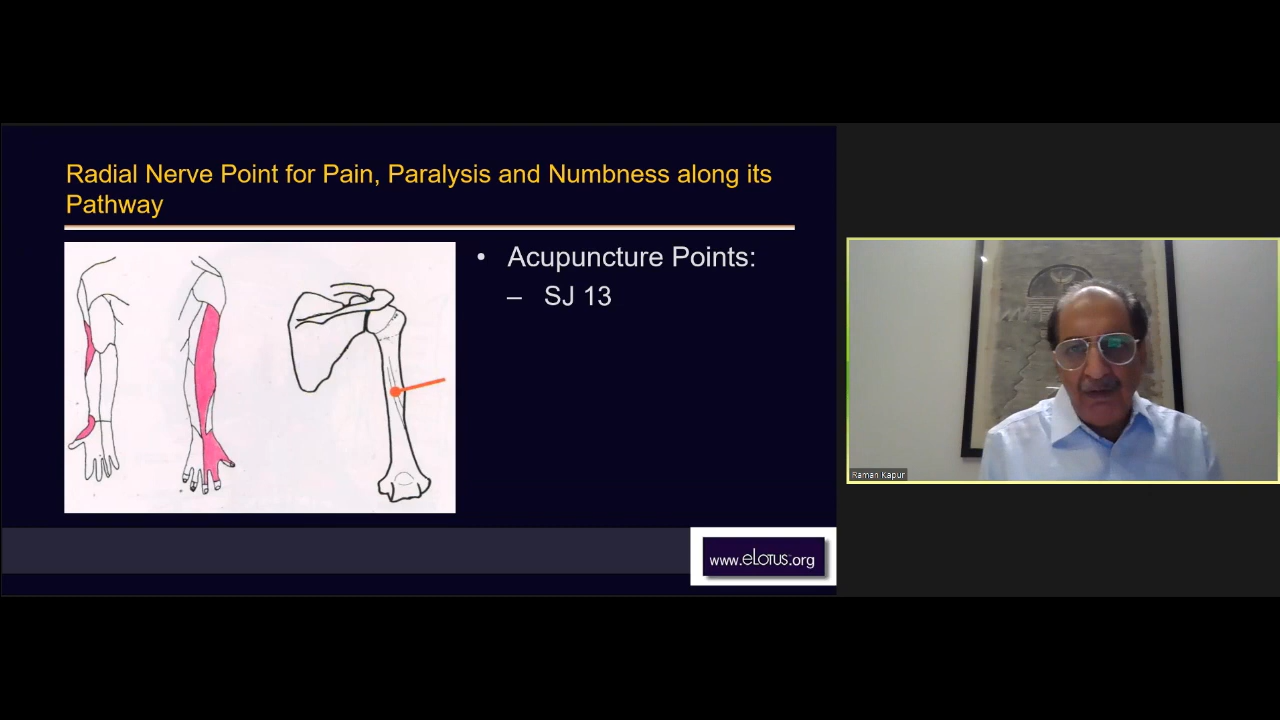 Radial Nerve Point for Pain, Paralysis and Numbness along its
Pathway
• Acupuncture Points:
– SJ 13
www.eLotus.org
Raman Kapur